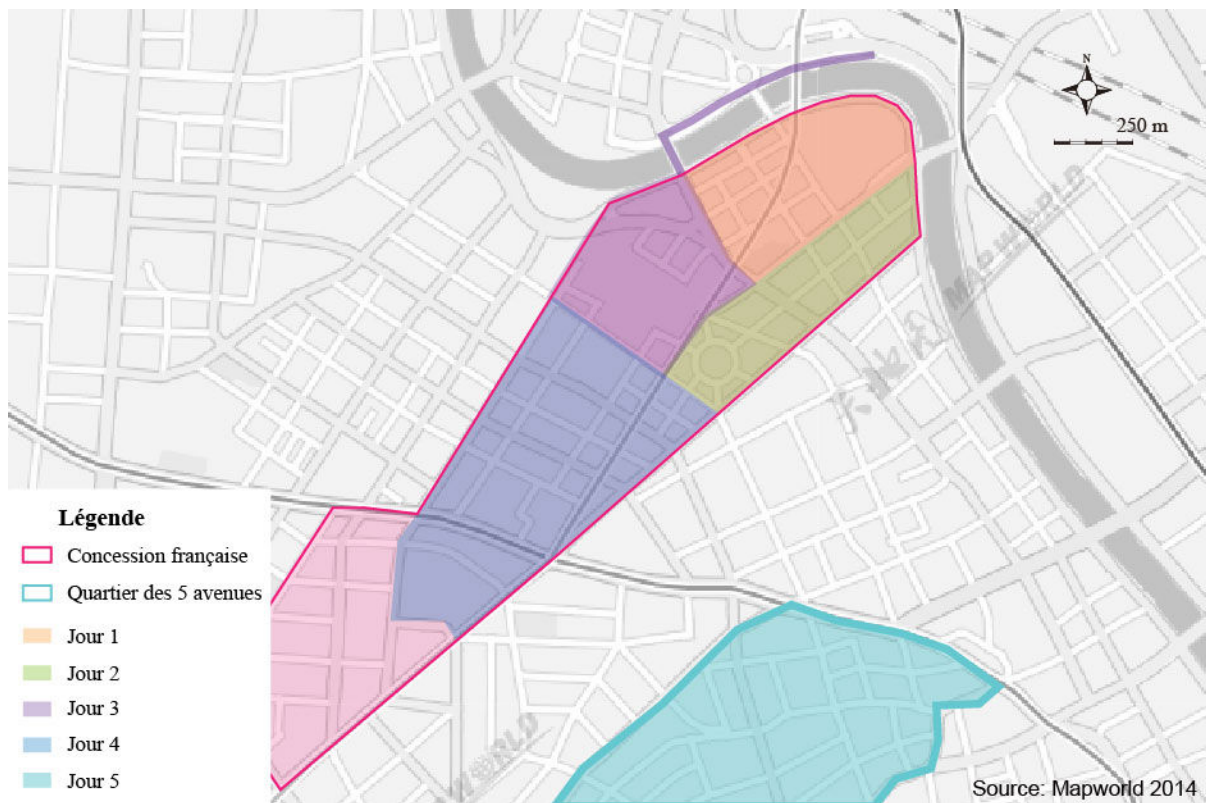 N
250 m
MAPWORLD
Légende
Concession française
Quartier des 5 avenues
Jour 1
Jour 2
Jour 3
Jour 4
Jour 5
Source: Mapworld 2014